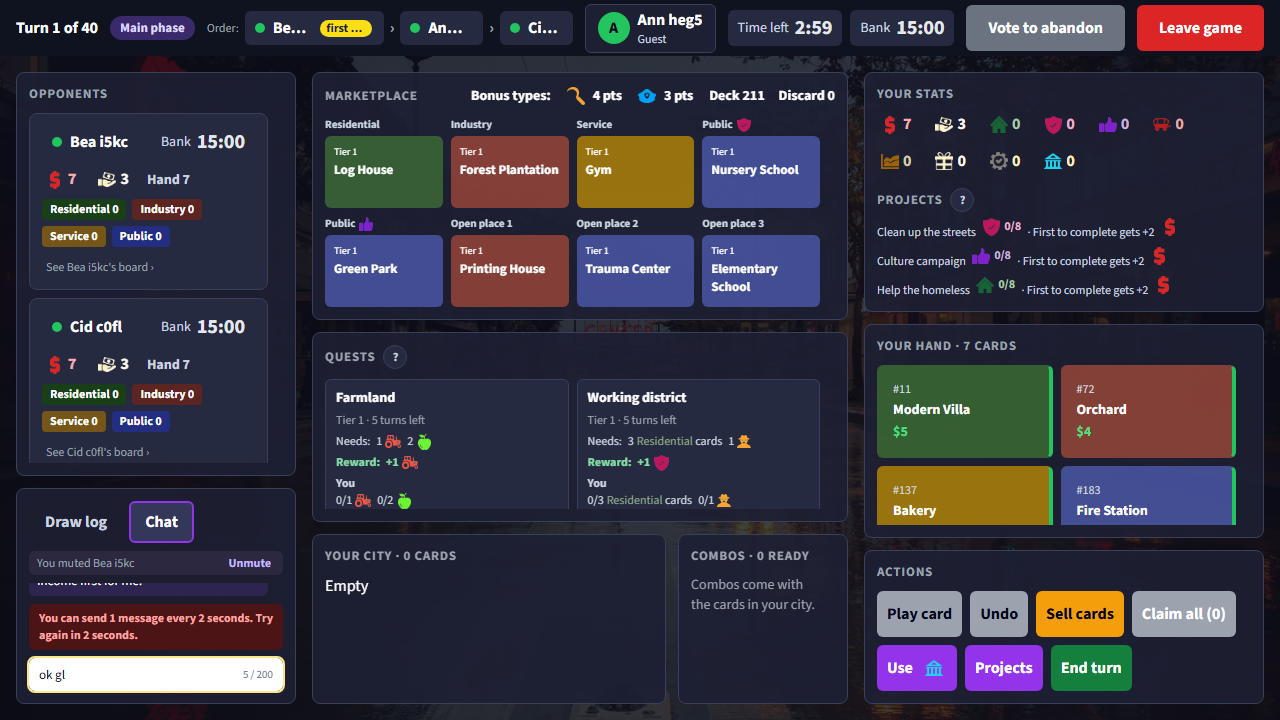 Turn 1 of 40 Main phase Order: Be... first ... › An... › Ci... A Ann heg5 Guest Time left 2:59 Bank 15:00 Vote to abandon Leave game
OPPONENTS
Bea i5kc Bank 15:00
7 3 Hand 7
Residential 0 Industry 0
Service 0 Public 0
See Bea i5kc's board ›
Cid c0fl Bank 15:00
7 3 Hand 7
Residential 0 Industry 0
Service 0 Public 0
See Cid c0fl's board ›
Draw log Chat
You muted Bea i5kc Unmute
You can send 1 message every 2 seconds. Try
again in 2 seconds.
ok gl 5 / 200
MARKETPLACE Bonus types: 4 pts 3 pts Deck 211 Discard 0
Residential Industry Service Public
Tier 1 Tier 1 Tier 1 Tier 1
Log House Forest Plantation Gym Nursery School
Public Open place 1 Open place 2 Open place 3
Tier 1 Tier 1 Tier 1 Tier 1
Green Park Printing House Trauma Center Elementary
School
QUESTS ?
Farmland
Tier 1 · 5 turns left
Needs: 1 2
Reward: +1
You
0/1 0/2
Working district
Tier 1 · 5 turns left
Needs: 3 Residential cards 1
Reward: +1
You
0/3 Residential cards 0/1
YOUR CITY · 0 CARDS
Empty
COMBOS · 0 READY
Combos come with
the cards in your city.
YOUR STATS
7 3 0 0 0 0
0 0 0 0
PROJECTS ?
Clean up the streets 0/8 · First to complete gets +2
Culture campaign 0/8 · First to complete gets +2
Help the homeless 0/8 · First to complete gets +2
YOUR HAND · 7 CARDS
#11 #72
Modern Villa Orchard
$5 $4
#137 #183
Bakery Fire Station
ACTIONS
Play card Undo Sell cards Claim all (0)
Use Projects End turn